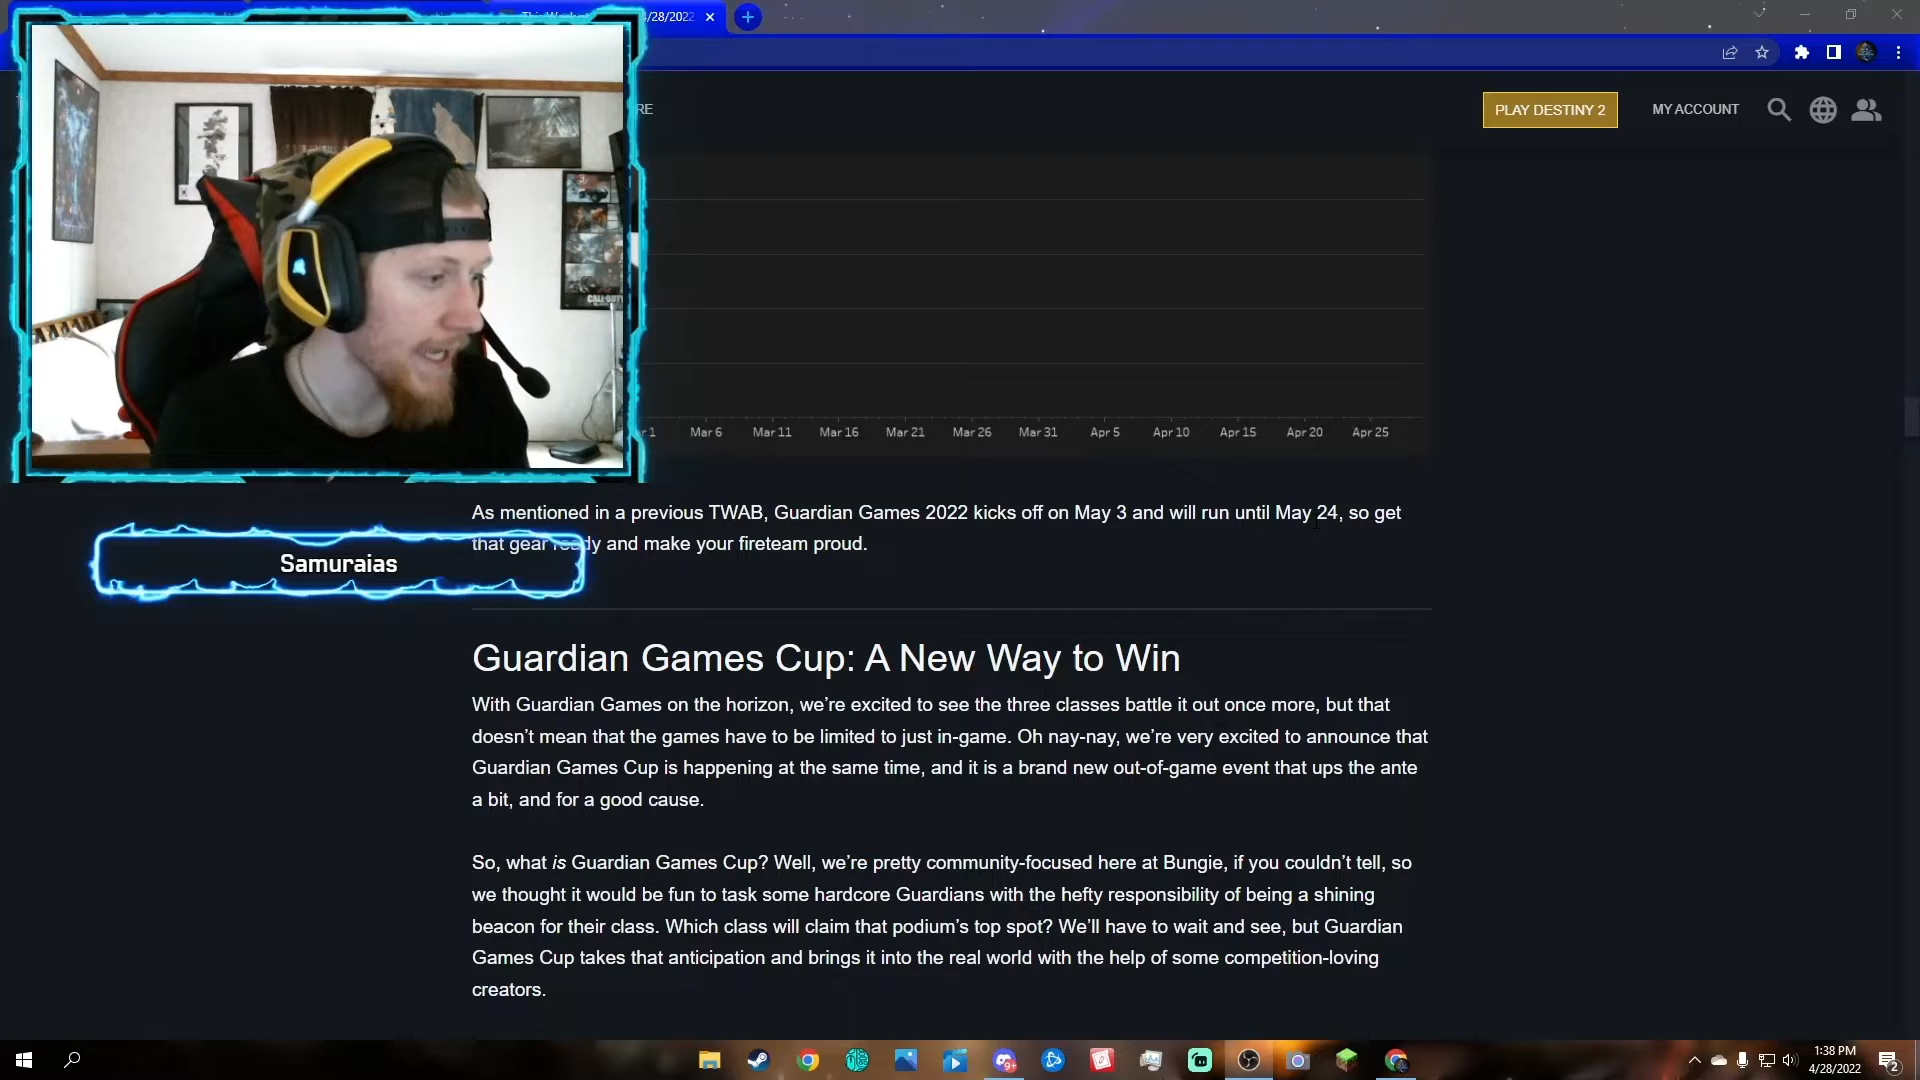 /28/2022
RE
PLAY DESTINY 2
MY ACCOUNT
CALL OF DUTY
r 1 Mar 6 Mar 11 Mar 16 Mar 21 Mar 26 Mar 31 Apr 5 Apr 10 Apr 15 Apr 20 Apr 25
As mentioned in a previous TWAB, Guardian Games 2022 kicks off on May 3 and will run until May 24, so get
that gear ready and make your fireteam proud.
Samuraias
Guardian Games Cup: A New Way to Win
With Guardian Games on the horizon, we’re excited to see the three classes battle it out once more, but that
doesn’t mean that the games have to be limited to just in-game. Oh nay-nay, we’re very excited to announce that
Guardian Games Cup is happening at the same time, and it is a brand new out-of-game event that ups the ante
a bit, and for a good cause.
So, what is Guardian Games Cup? Well, we’re pretty community-focused here at Bungie, if you couldn’t tell, so
we thought it would be fun to task some hardcore Guardians with the hefty responsibility of being a shining
beacon for their class. Which class will claim that podium’s top spot? We’ll have to wait and see, but Guardian
Games Cup takes that anticipation and brings it into the real world with the help of some competition-loving
creators.
9+
1:38 PM
4/28/2022
2